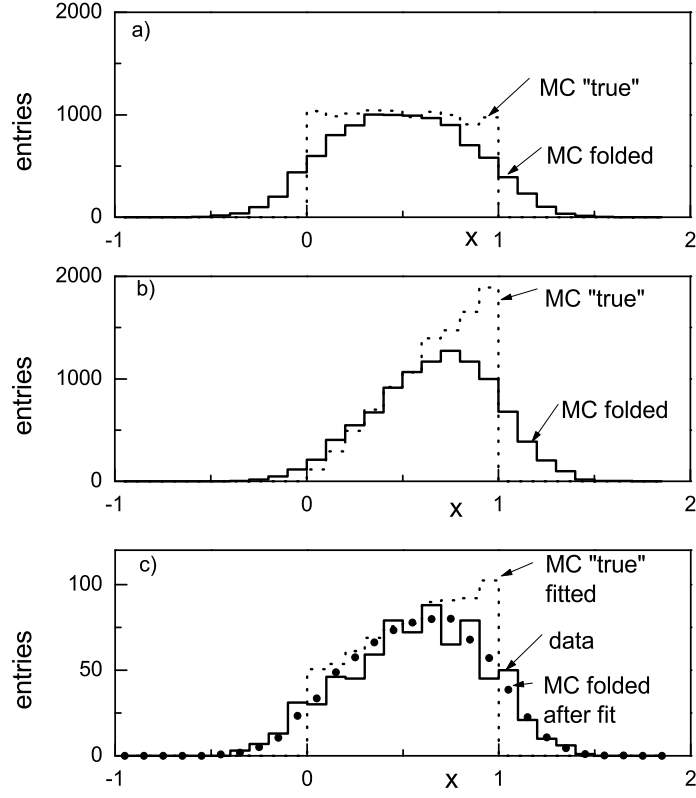 2000
a)
MC "true"
1000
MC folded
entries
0
-1
0
x
1
2
2000
b)
MC "true"
1000
MC folded
entries
0
-1
0
x
1
2
c)
100
MC "true"
fitted
data
50
MC folded
after fit
entries
0
-1
0
x
1
2